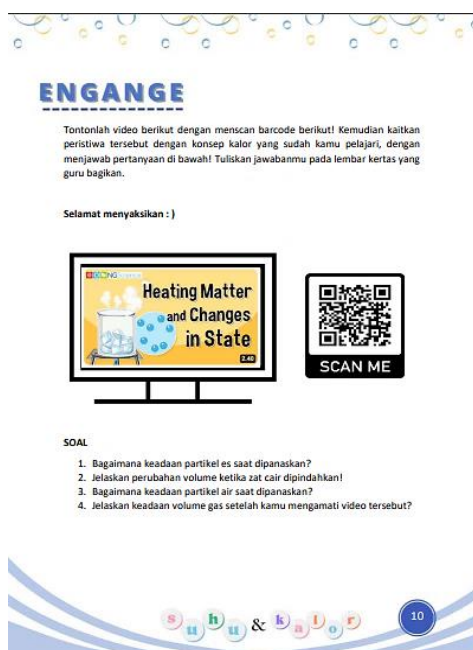 ENGANGE
Tontonlah video berikut dengan menscan barcode berikut! Kemudian kaitkan
peristiwa tersebut dengan konsep kalor yang sudah kamu pelajari, dengan
menjawab pertanyaan di bawah! Tuliskan jawabanmu pada lembar kertas yang
guru bagikan.
Selamat menyaksikan : )
Heating Matter
and Changes
in State
2.40
SCAN ME
SOAL
1. Bagaimana keadaan partikel es saat dipanaskan?
2. Jelaskan perubahan volume ketika zat cair dipindahkan!
3. Bagaimana keadaan partikel air saat dipanaskan?
4. Jelaskan keadaan volume gas setelah kamu mengamati video tersebut?
suhu & kalor
10